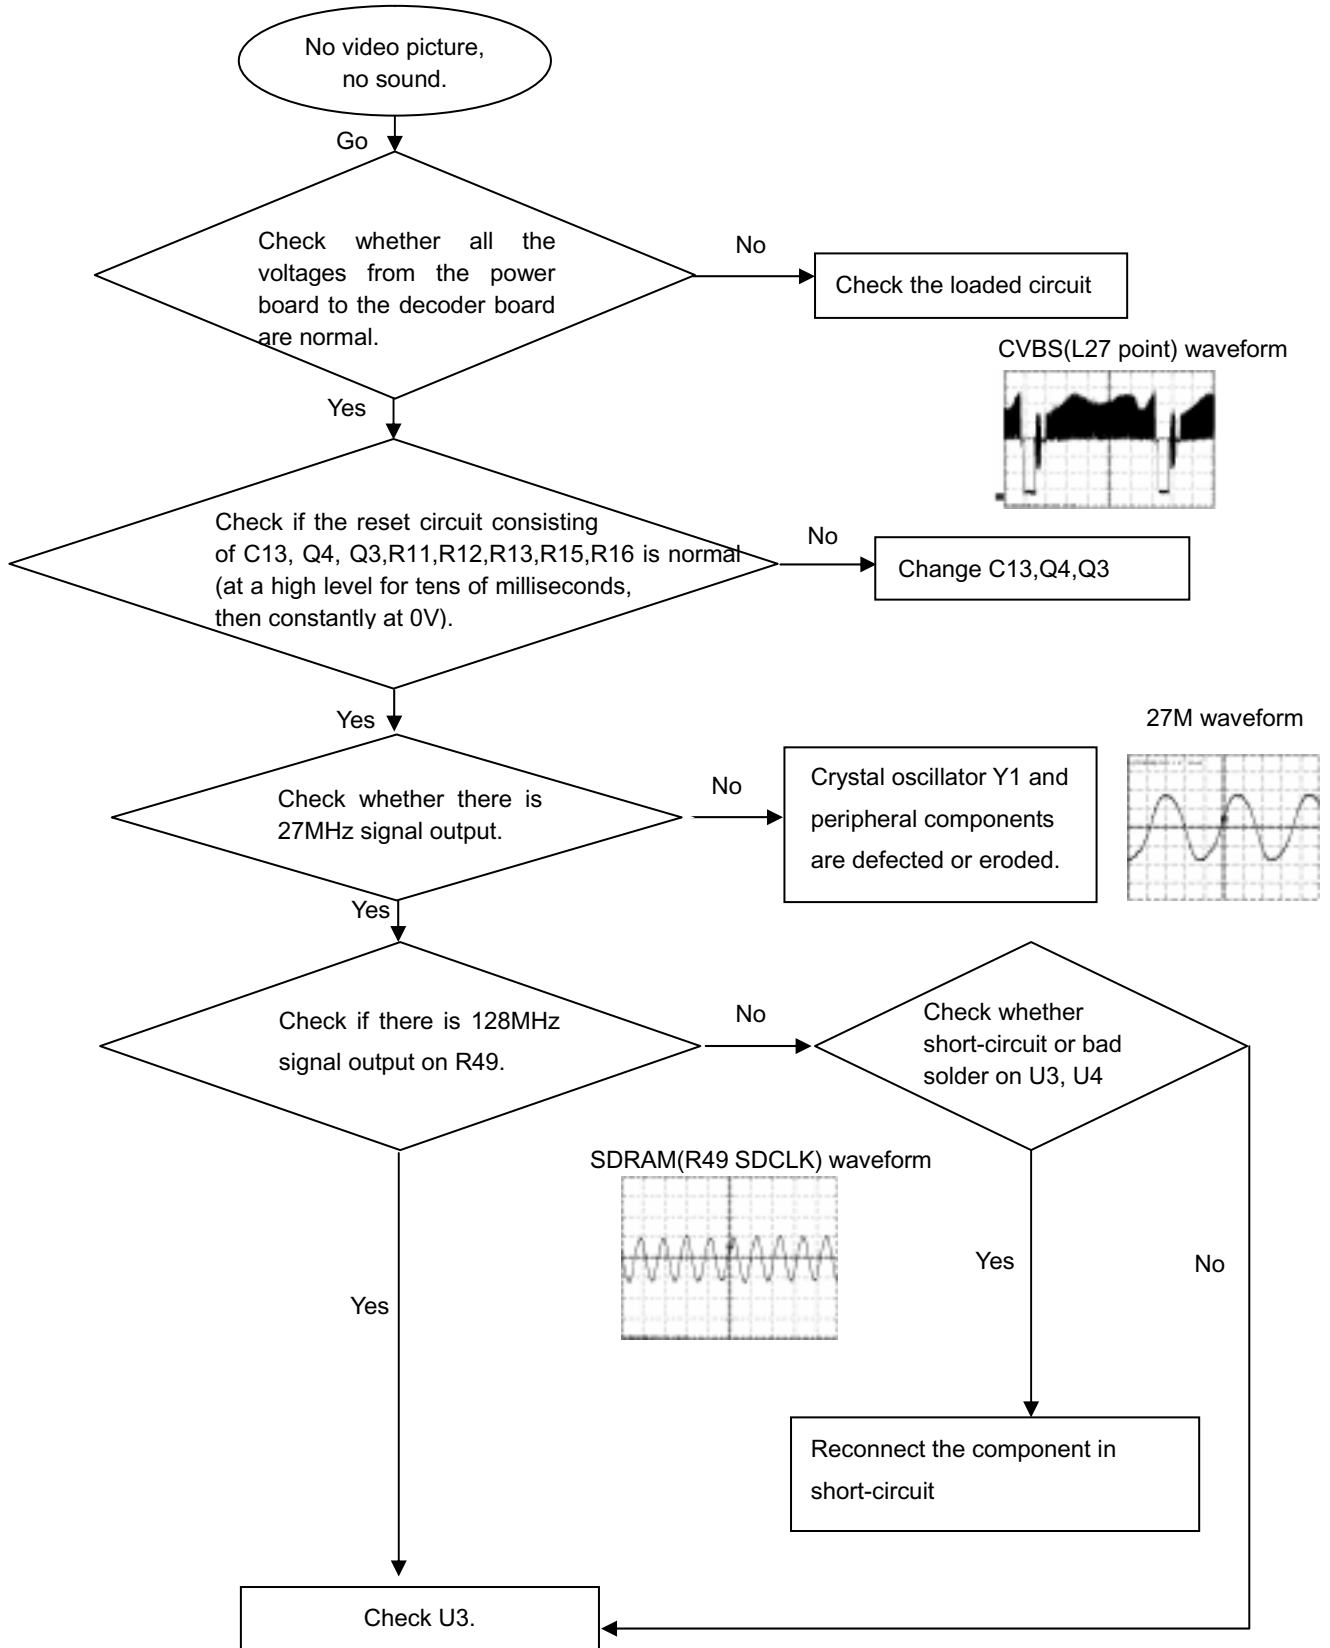 No video picture,
no sound.
Go
Check whether all the
voltages from the power
board to the decoder board
are normal.
No
Check the loaded circuit
CVBS(L27 point) waveform
Yes
Check if the reset circuit consisting
of C13, Q4, Q3,R11,R12,R13,R15,R16 is normal
(at a high level for tens of milliseconds,
then constantly at 0V).
No
Change C13,Q4,Q3
Yes
27M waveform
Check whether there is
27MHz signal output.
No
Crystal oscillator Y1 and
peripheral components
are defected or eroded.
Yes
Check if there is 128MHz
signal output on R49.
No
Check whether
short-circuit or bad
solder on U3, U4
SDRAM(R49 SDCLK) waveform
Yes
No
Yes
Reconnect the component in
short-circuit
Check U3.